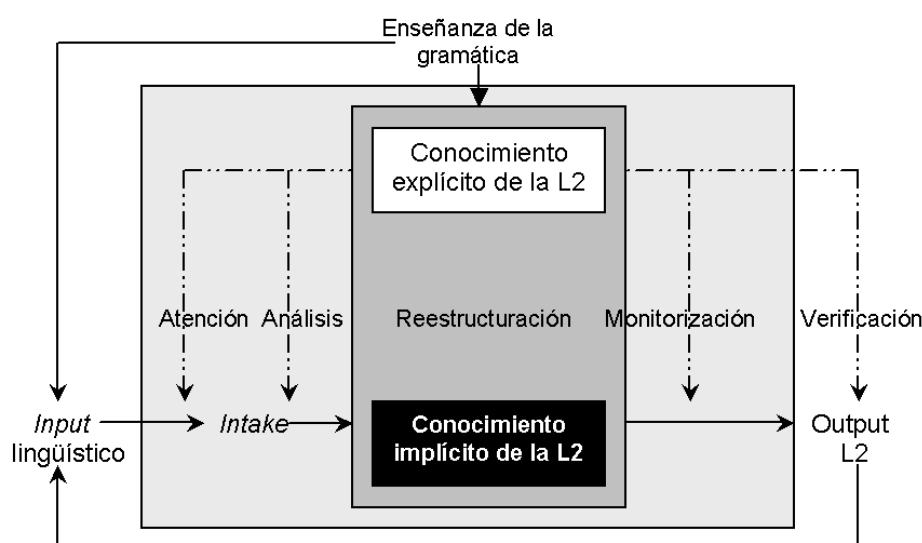 Enseñanza de la
gramática
Conocimiento
explícito de la L2
Atención
Análisis
Reestructuración
Monitorización
Verificación
Input
lingüístico
Intake
Conocimiento
implícito de la L2
Output
L2